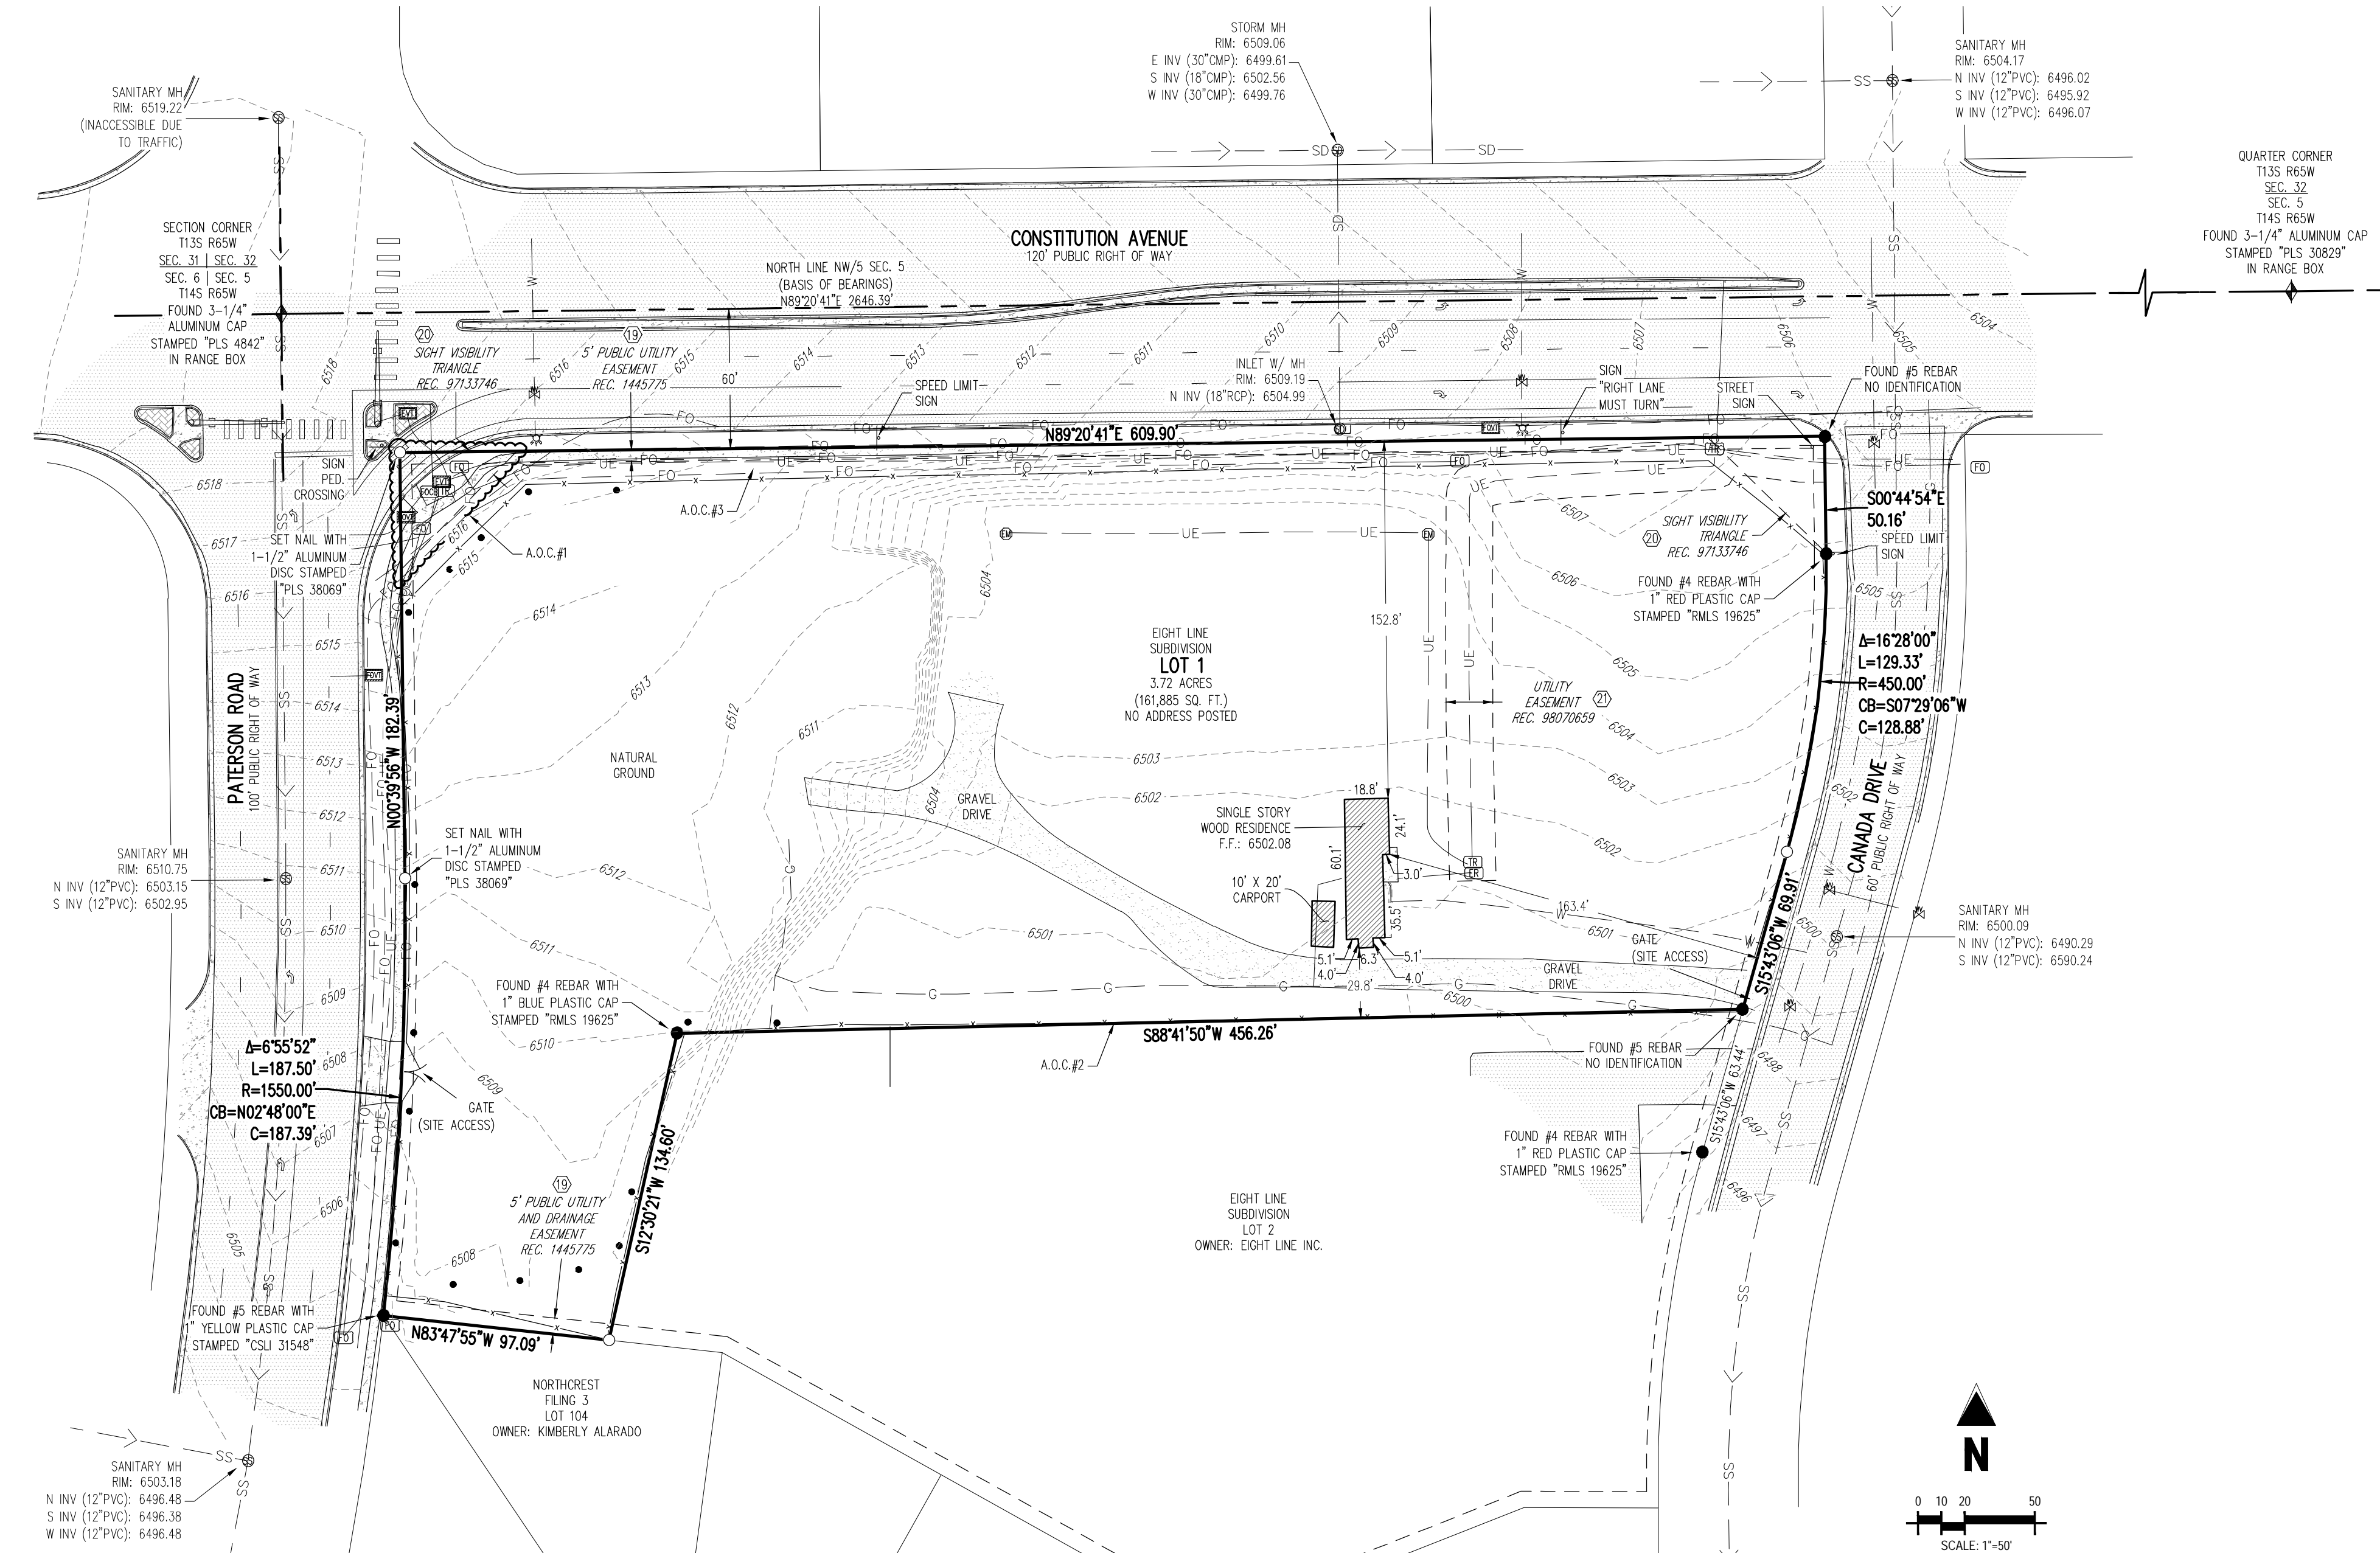 STORM MH
RIM: 6509.06
E INV (30"CMP): 6499.61
S INV (18"CMP): 6502.56
W INV (30"CMP): 6499.76
SANITARY MH
RIM: 6504.17
N INV (12"PVC): 6496.02
S INV (12"PVC): 6495.92
W INV (12"PVC): 6496.07
SANITARY MH
RIM: 6519.22
(INACCESSIBLE DUE
TO TRAFFIC)
QUARTER CORNER
T13S R65W
SEC. 32
SEC. 5
T14S R65W
FOUND 3-1/4" ALUMINUM CAP
STAMPED "PLS 30829"
IN RANGE BOX
SECTION CORNER
T13S R65W
SEC. 31 | SEC. 32
SEC. 6 | SEC. 5
T14S R65W
FOUND 3-1/4"
ALUMINUM CAP
STAMPED "PLS 4842"
IN RANGE BOX
CONSTITUTION AVENUE
120' PUBLIC RIGHT OF WAY
NORTH LINE NW/5 SEC. 5
(BASIS OF BEARINGS)
N89°20'41"E 2646.39'
20
SIGHT VISIBILITY
TRIANGLE
REC. 97133746
19
5' PUBLIC UTILITY
EASEMENT
REC. 1445775
60'
SPEED LIMIT
SIGN
INLET W/ MH
RIM: 6509.19
N INV (18"RCP): 6504.99
SIGN
"RIGHT LANE
MUST TURN"
STREET
SIGN
FOUND #5 REBAR
NO IDENTIFICATION
6518
6516
6515
6514
6513
6512
6511
6510
6509
6508
6507
6506
6505
6504
N89°20'41"E 609.90'
SIGN
PED.
CROSSING
SET NAIL WITH
1-1/2" ALUMINUM
DISC STAMPED
"PLS 38069"
A.O.C.#1
A.O.C.#3
S00°44'54"E
50.16'
SPEED LIMIT
SIGN
SIGHT VISIBILITY
TRIANGLE
REC. 97133746
20
FOUND #4 REBAR WITH
1" RED PLASTIC CAP
STAMPED "RMLS 19625"
152.8'
EIGHT LINE
SUBDIVISION
LOT 1
3.72 ACRES
(161,885 SQ. FT.)
NO ADDRESS POSTED
Δ=16°28'00"
L=129.33'
R=450.00'
CB=S07°29'06"W
C=128.88'
UTILITY
EASEMENT
REC. 98070659
21
PATERSON ROAD
100' PUBLIC RIGHT OF WAY
N00°39'56"W 182.39'
NATURAL
GROUND
GRAVEL
DRIVE
SINGLE STORY
WOOD RESIDENCE
F.F.: 6502.08
18.8'
24.1'
60.1'
3.0'
35.5'
10' X 20'
CARPORT
163.4'
5.1'
6.3'
5.1'
4.0'
4.0'
29.8'
CANADA DRIVE
60' PUBLIC RIGHT OF WAY
SET NAIL WITH
1-1/2" ALUMINUM
DISC STAMPED
"PLS 38069"
SANITARY MH
RIM: 6510.75
N INV (12"PVC): 6503.15
S INV (12"PVC): 6502.95
SANITARY MH
RIM: 6500.09
N INV (12"PVC): 6490.29
S INV (12"PVC): 6590.24
GATE
(SITE ACCESS)
GRAVEL
DRIVE
S15°43'06"W 69.91'
FOUND #4 REBAR WITH
1" BLUE PLASTIC CAP
STAMPED "RMLS 19625"
S88°41'50"W 456.26'
A.O.C.#2
FOUND #5 REBAR
NO IDENTIFICATION
S15°43'06"W 63.44'
Δ=6°55'52"
L=187.50'
R=1550.00'
CB=N02°48'00"E
C=187.39'
GATE
(SITE ACCESS)
S12°30'21"W 134.60'
FOUND #4 REBAR WITH
1" RED PLASTIC CAP
STAMPED "RMLS 19625"
19
5' PUBLIC UTILITY
AND DRAINAGE
EASEMENT
REC. 1445775
EIGHT LINE
SUBDIVISION
LOT 2
OWNER: EIGHT LINE INC.
FOUND #5 REBAR WITH
1" YELLOW PLASTIC CAP
STAMPED "CSLI 31548"
N83°47'55"W 97.09'
NORTHCREST
FILING 3
LOT 104
OWNER: KIMBERLY ALARADO
SANITARY MH
RIM: 6503.18
N INV (12"PVC): 6496.48
S INV (12"PVC): 6496.38
W INV (12"PVC): 6496.48
N
0 10 20 50
SCALE: 1"=50'